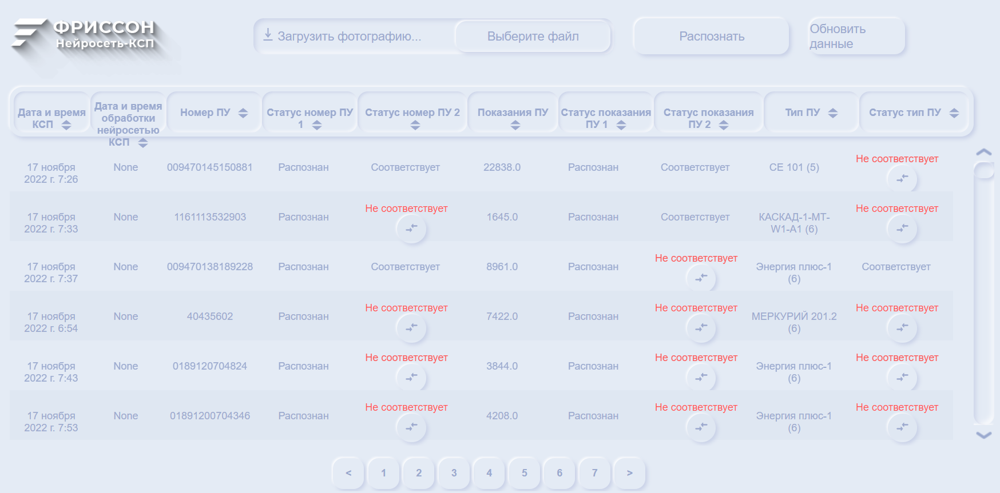 ФРИССОН
Нейросеть-КСП
Загрузить фотографию...
Выберите файл
Распознать
Обновить
данные
Дата и время
КСП
Дата и время
обработки
нейросетью
КСП
Номер ПУ
Статус номер ПУ
1
Статус номер ПУ 2
Показания ПУ
Статус показания
ПУ 1
Статус показания
ПУ 2
Тип ПУ
Статус тип ПУ
17 ноября
2022 г. 7:26
None
009470145150881
Распознан
Соответствует
22838.0
Распознан
Соответствует
СЕ 101 (5)
Не соответствует
17 ноября
2022 г. 7:33
None
1161113532903
Распознан
Не соответствует
1645.0
Распознан
Соответствует
КАСКАД-1-МТ-
W1-А1 (6)
Не соответствует
17 ноября
2022 г. 7:37
None
009470138189228
Распознан
Соответствует
8961.0
Распознан
Не соответствует
Энергия плюс-1
(6)
Соответствует
17 ноября
2022 г. 6:54
None
40435602
Распознан
Не соответствует
7422.0
Распознан
Не соответствует
МЕРКУРИЙ 201.2
(6)
Не соответствует
17 ноября
2022 г. 7:43
None
0189120704824
Распознан
Не соответствует
3844.0
Распознан
Не соответствует
Энергия плюс-1
(6)
Не соответствует
17 ноября
2022 г. 7:53
None
01891200704346
Распознан
Не соответствует
4208.0
Распознан
Не соответствует
Энергия плюс-1
(6)
Не соответствует
< 1 2 3 4 5 6 7 >